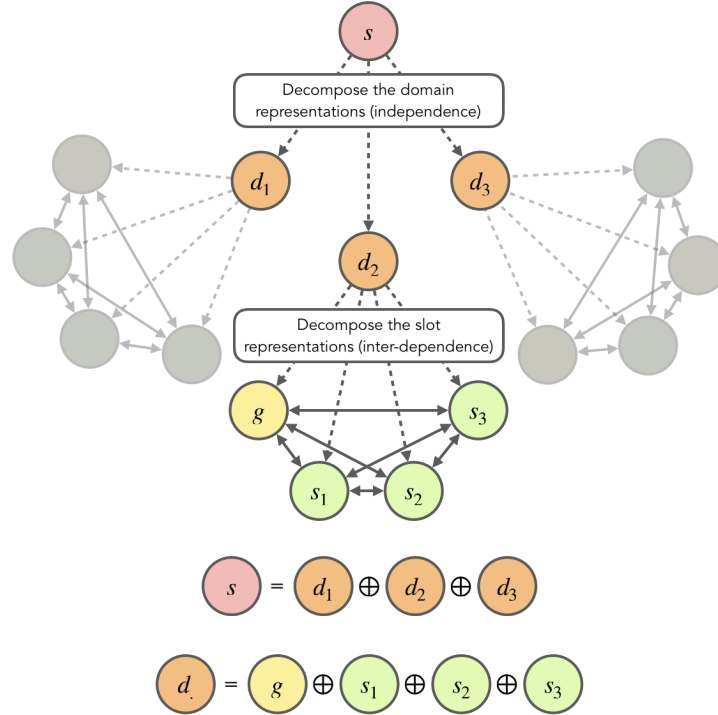 s
Decompose the domain
representations (independence)
d₁
d₃
d₂
Decompose the slot
representations (inter-dependence)
g
s₃
s₁
s₂
s = d₁ ⊕ d₂ ⊕ d₃
d. = g ⊕ s₁ ⊕ s₂ ⊕ s₃